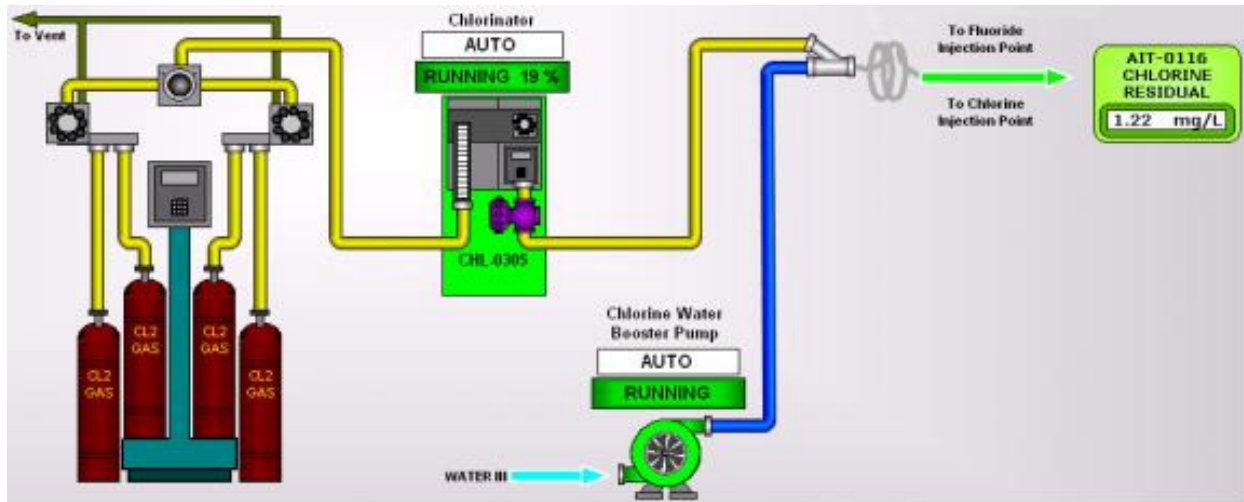 To Vent
Chlorinator
AUTO
RUNNING 19 %
To Fluoride
Injection Point
To Chlorine
Injection Point
AIT-0116
CHLORINE
RESIDUAL
1.22 mg/L
CHL-0305
CL2
GAS
CL2
GAS
CL2
GAS
CL2
GAS
Chlorine Water
Booster Pump
AUTO
RUNNING
WATER IN